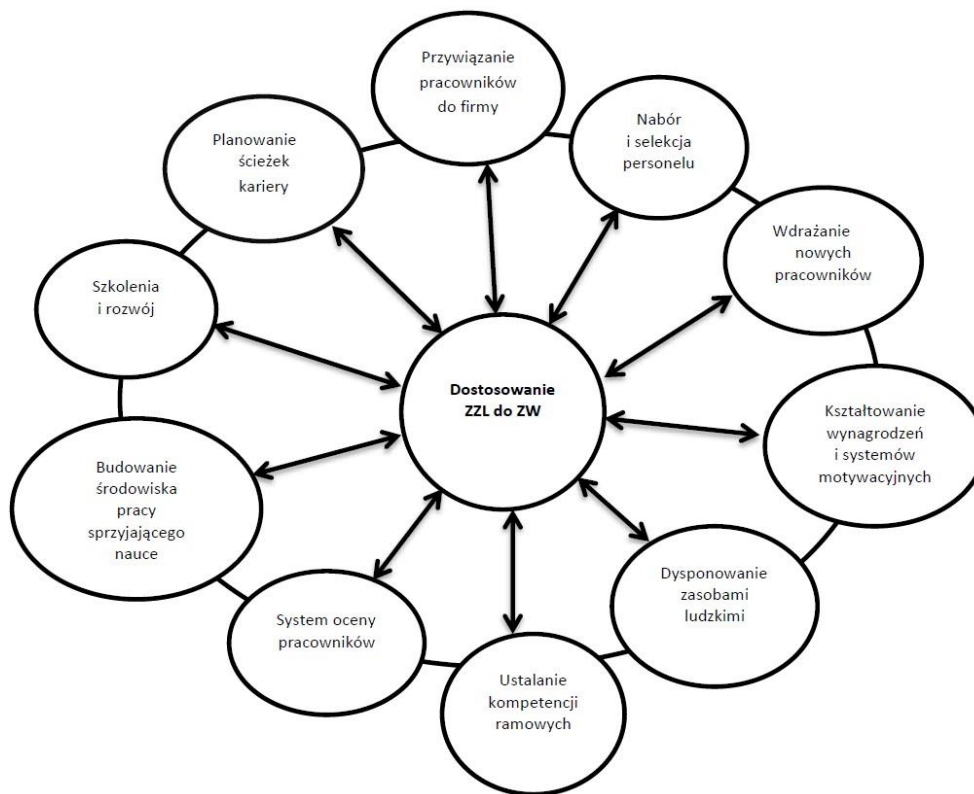 Przywiązanie
pracowników
do firmy
Nabór
i selekcja
personelu
Wdrażanie
nowych
pracowników
Kształtowanie
wynagrodzeń
i systemów
motywacyjnych
Dysponowanie
zasobami
ludzkimi
Ustalanie
kompetencji
ramowych
System oceny
pracowników
Budowanie
środowiska
pracy
sprzyjającego
nauce
Szkolenia
i rozwój
Planowanie
ścieżek
kariery
Dostosowanie
ZZL do ZW